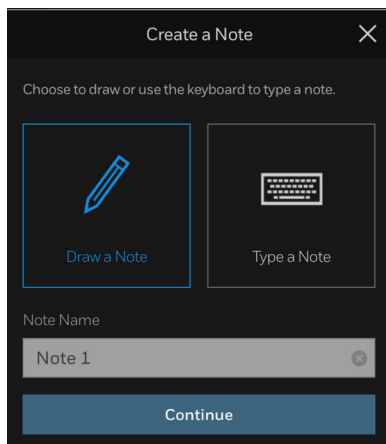 Create a Note
Choose to draw or use the keyboard to type a note.
Draw a Note
Type a Note
Note Name
Note 1
Continue